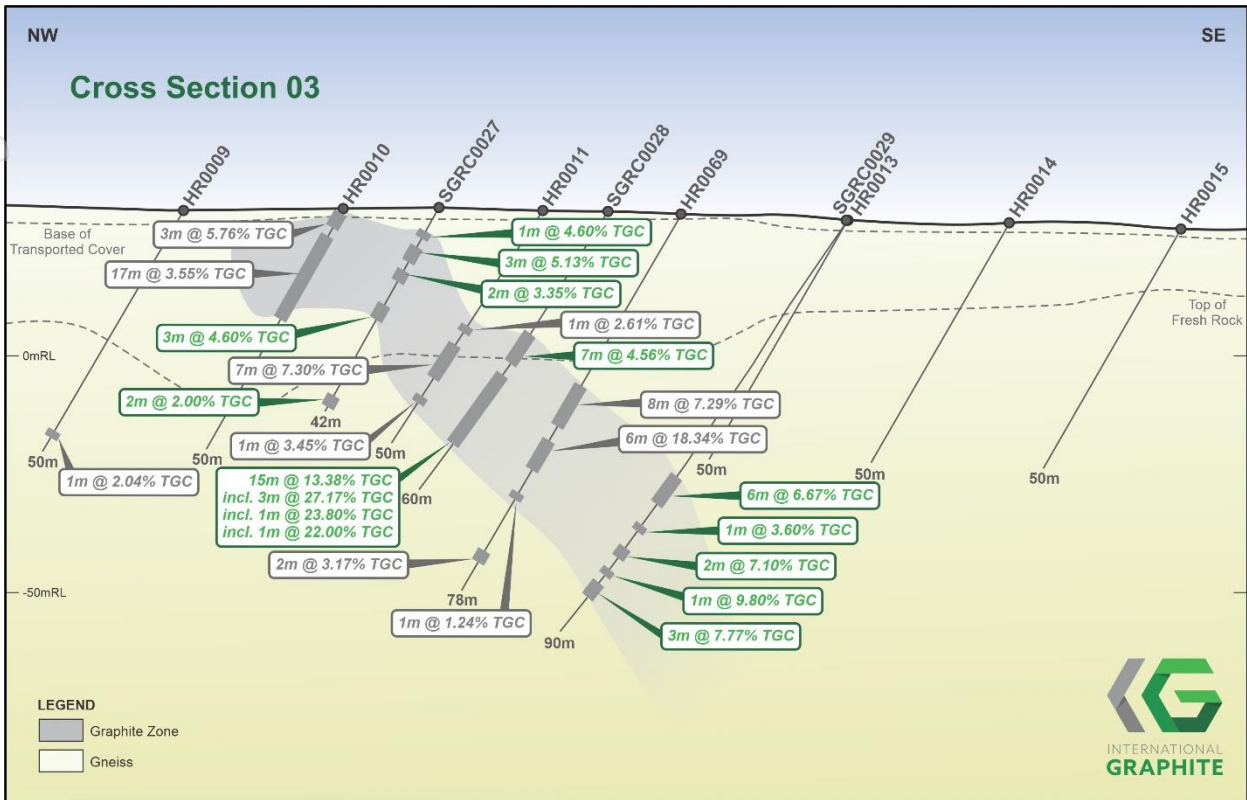 NW
SE
Cross Section 03
HR0009
HR0010
SGRC0027
HR0011
SGRC0028
HR0069
SGRC0029
HR0013
HR0014
HR0015
Base of
Transported Cover
Top of
Fresh Rock
3m @ 5.76% TGC
17m @ 3.55% TGC
3m @ 4.60% TGC
7m @ 7.30% TGC
2m @ 2.00% TGC
1m @ 3.45% TGC
1m @ 2.04% TGC
15m @ 13.38% TGC
incl. 3m @ 27.17% TGC
incl. 1m @ 23.80% TGC
incl. 1m @ 22.00% TGC
2m @ 3.17% TGC
1m @ 1.24% TGC
1m @ 4.60% TGC
3m @ 5.13% TGC
2m @ 3.35% TGC
1m @ 2.61% TGC
7m @ 4.56% TGC
8m @ 7.29% TGC
6m @ 18.34% TGC
6m @ 6.67% TGC
1m @ 3.60% TGC
2m @ 7.10% TGC
1m @ 9.80% TGC
3m @ 7.77% TGC
0mRL
-50mRL
50m
50m
42m
50m
60m
78m
90m
50m
50m
50m
LEGEND
Graphite Zone
Gneiss
INTERNATIONAL
GRAPHITE